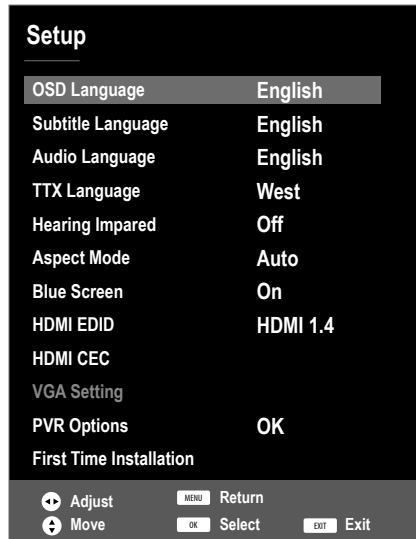 Setup
OSD Language English
Subtitle Language English
Audio Language English
TTX Language West
Hearing Impared Off
Aspect Mode Auto
Blue Screen On
HDMI EDID HDMI 1.4
HDMI CEC
VGA Setting
PVR Options OK
First Time Installation
Adjust MENU Return
Move OK Select EXIT Exit